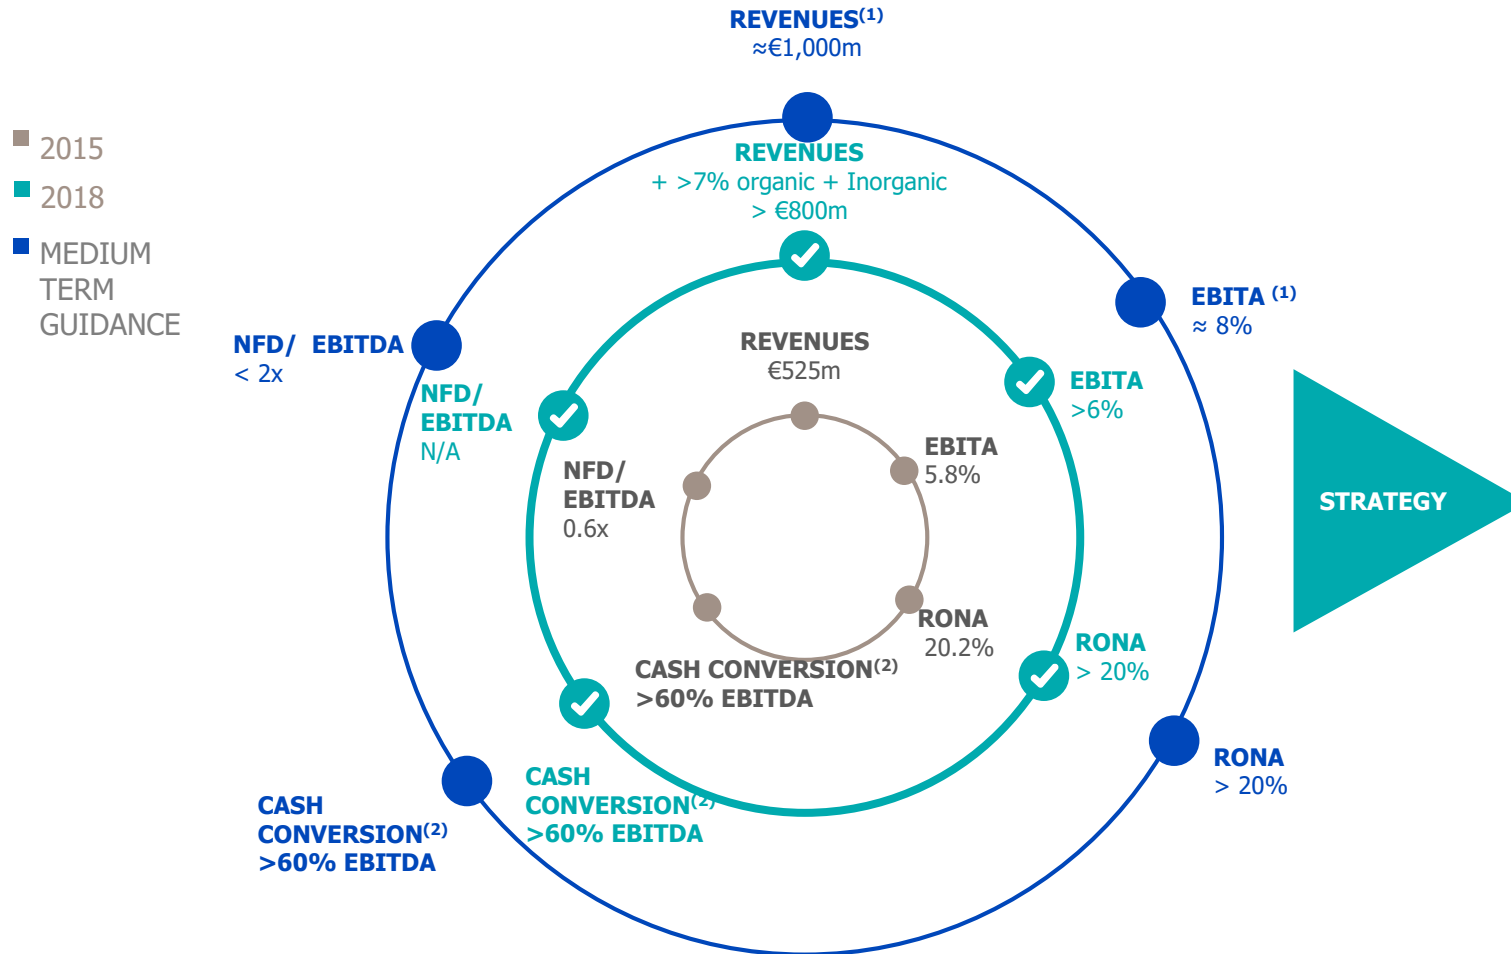 REVENUES(1)
≈€1,000m
2015
2018
MEDIUM
TERM
GUIDANCE
REVENUES
+ >7% organic + Inorganic
> €800m
EBITA (1)
≈ 8%
NFD/ EBITDA
< 2x
REVENUES
€525m
EBITA
>6%
NFD/
EBITDA
N/A
EBITA
5.8%
NFD/
EBITDA
0.6x
STRATEGY
RONA
20.2%
RONA
> 20%
CASH CONVERSION(2)
>60% EBITDA
RONA
> 20%
CASH
CONVERSION(2)
>60% EBITDA
CASH
CONVERSION(2)
>60% EBITDA